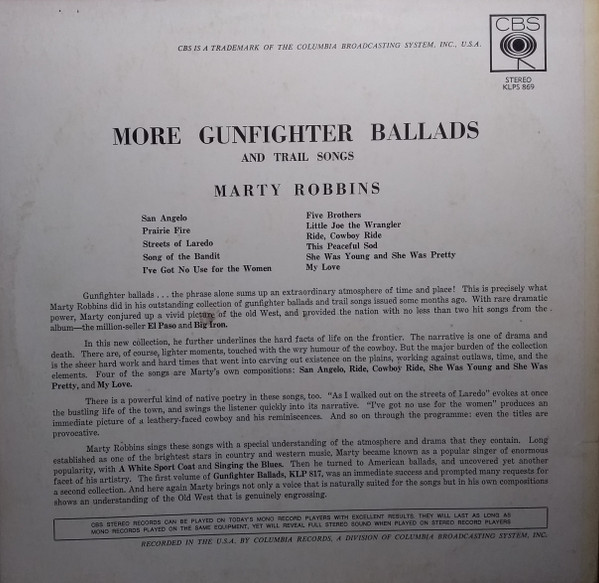 CBS
CBS IS A TRADEMARK OF THE COLUMBIA BROADCASTING SYSTEM, INC., U.S.A.
STEREO
KLPS 869
MORE GUNFIGHTER BALLADS
AND TRAIL SONGS
MARTY ROBBINS
San Angelo
Prairie Fire
Streets of Laredo
Song of the Bandit
I've Got No Use for the Women
Five Brothers
Little Joe the Wrangler
Ride, Cowboy Ride
This Peaceful Sod
She Was Young and She Was Pretty
My Love
Gunfighter ballads . . . the phrase alone sums up an extraordinary atmosphere of time and place! This is precisely what
Marty Robbins did in his outstanding collection of gunfighter ballads and trail songs issued some months ago. With rare dramatic
power, Marty conjured up a vivid picture of the old West, and provided the nation with no less than two hit songs from the
album—the million-seller El Paso and Big Iron.
In this new collection, he further underlines the hard facts of life on the frontier. The narrative is one of drama and
death. There are, of course, lighter moments, touched with the wry humour of the cowboy. But the major burden of the collection
is the sheer hard work and hard times that went into carving out existence on the plains, working against outlaws, time, and the
elements. Four of the songs are Marty's own compositions: San Angelo, Ride, Cowboy Ride, She Was Young and She Was
Pretty, and My Love.
There is a powerful kind of native poetry in these songs, too. "As I walked out on the streets of Laredo" evokes at once
the bustling life of the town, and swings the listener quickly into its narrative. "I've got no use for the women" produces an
immediate picture of a leathery-faced cowboy and his reminiscences. And so on through the programme: even the titles are
provocative.
Marty Robbins sings these songs with a special understanding of the atmosphere and drama that they contain. Long
established as one of the brightest stars in country and western music, Marty became known as a popular singer of enormous
popularity, with A White Sport Coat and Singing the Blues. Then he turned to American ballads, and uncovered yet another
facet of his artistry. The first volume of Gunfighter Ballads, KLP 817, was an immediate success and prompted many requests for
a second collection. And here again Marty brings not only a voice that is naturally suited for the songs but in his own compositions
shows an understanding of the Old West that is genuinely engrossing.
CBS STEREO RECORDS CAN BE PLAYED ON TODAY'S MONO RECORD PLAYERS WITH EXCELLENT RESULTS. THEY WILL LAST AS LONG AS
MONO RECORDS PLAYED ON THE SAME EQUIPMENT, YET WILL REVEAL FULL STEREO SOUND WHEN PLAYED ON STEREO RECORD PLAYERS
RECORDED IN THE U.S.A. BY COLUMBIA RECORDS, A DIVISION OF COLUMBIA BROADCASTING SYSTEM, INC.